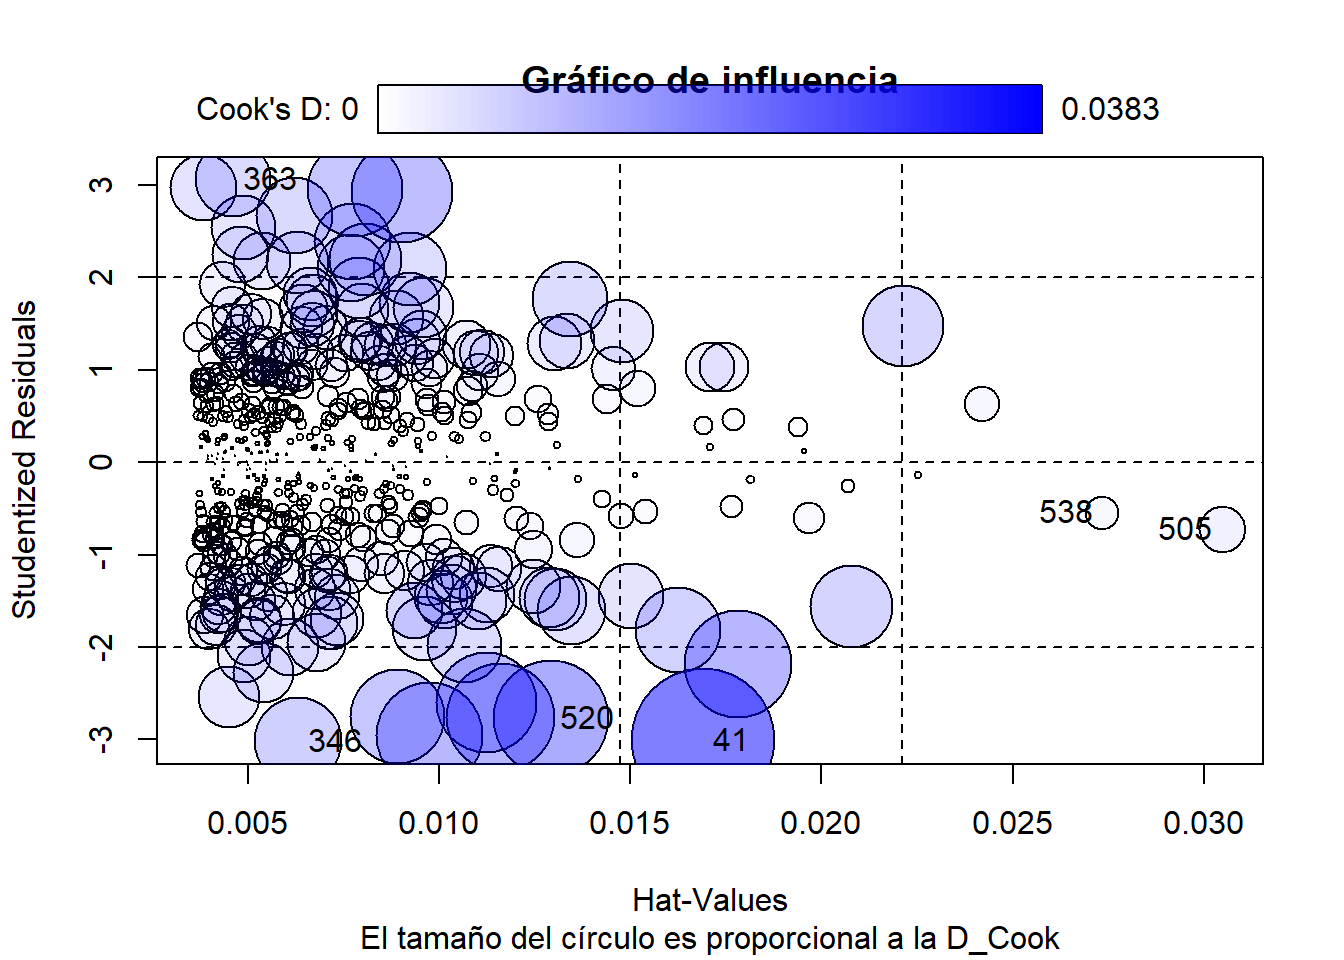 Gráfico de influencia
Cook's D: 0
0.0383
363
538
505
520
346
41
3
2
1
0
-1
-2
-3
Studentized Residuals
0.005 0.010 0.015 0.020 0.025 0.030
Hat-Values
El tamaño del círculo es proporcional a la D_Cook